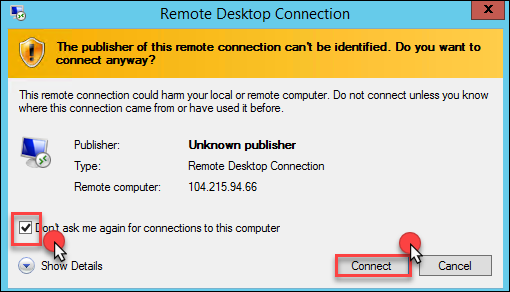 Remote Desktop Connection
X
The publisher of this remote connection can't be identified. Do you want to
connect anyway?
This remote connection could harm your local or remote computer. Do not connect unless you know
where this connection came from or have used it before.
Publisher: Unknown publisher
Type: Remote Desktop Connection
Remote computer: 104.215.94.66
Don't ask me again for connections to this computer
Show Details Connect Cancel